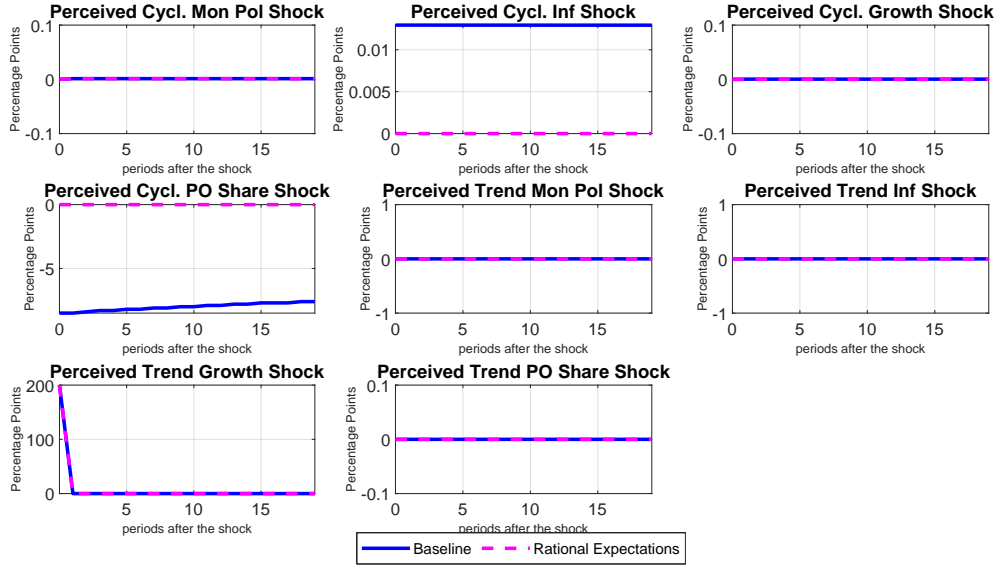 Perceived Cycl. Mon Pol Shock
Percentage Points
0.1
0
-0.1
0 5 10 15
periods after the shock
Perceived Cycl. Inf Shock
Percentage Points
0.01
0.005
0
0 5 10 15
periods after the shock
Perceived Cycl. Growth Shock
Percentage Points
0.1
0
-0.1
0 5 10 15
periods after the shock
Perceived Cycl. PO Share Shock
Percentage Points
0
-5
0 5 10 15
periods after the shock
Perceived Trend Mon Pol Shock
Percentage Points
1
0
-1
0 5 10 15
periods after the shock
Perceived Trend Inf Shock
Percentage Points
1
0
-1
0 5 10 15
periods after the shock
Perceived Trend Growth Shock
Percentage Points
200
100
0
0 5 10 15
periods after the shock
Perceived Trend PO Share Shock
Percentage Points
0.1
0
-0.1
0 5 10 15
periods after the shock
Baseline Rational Expectations